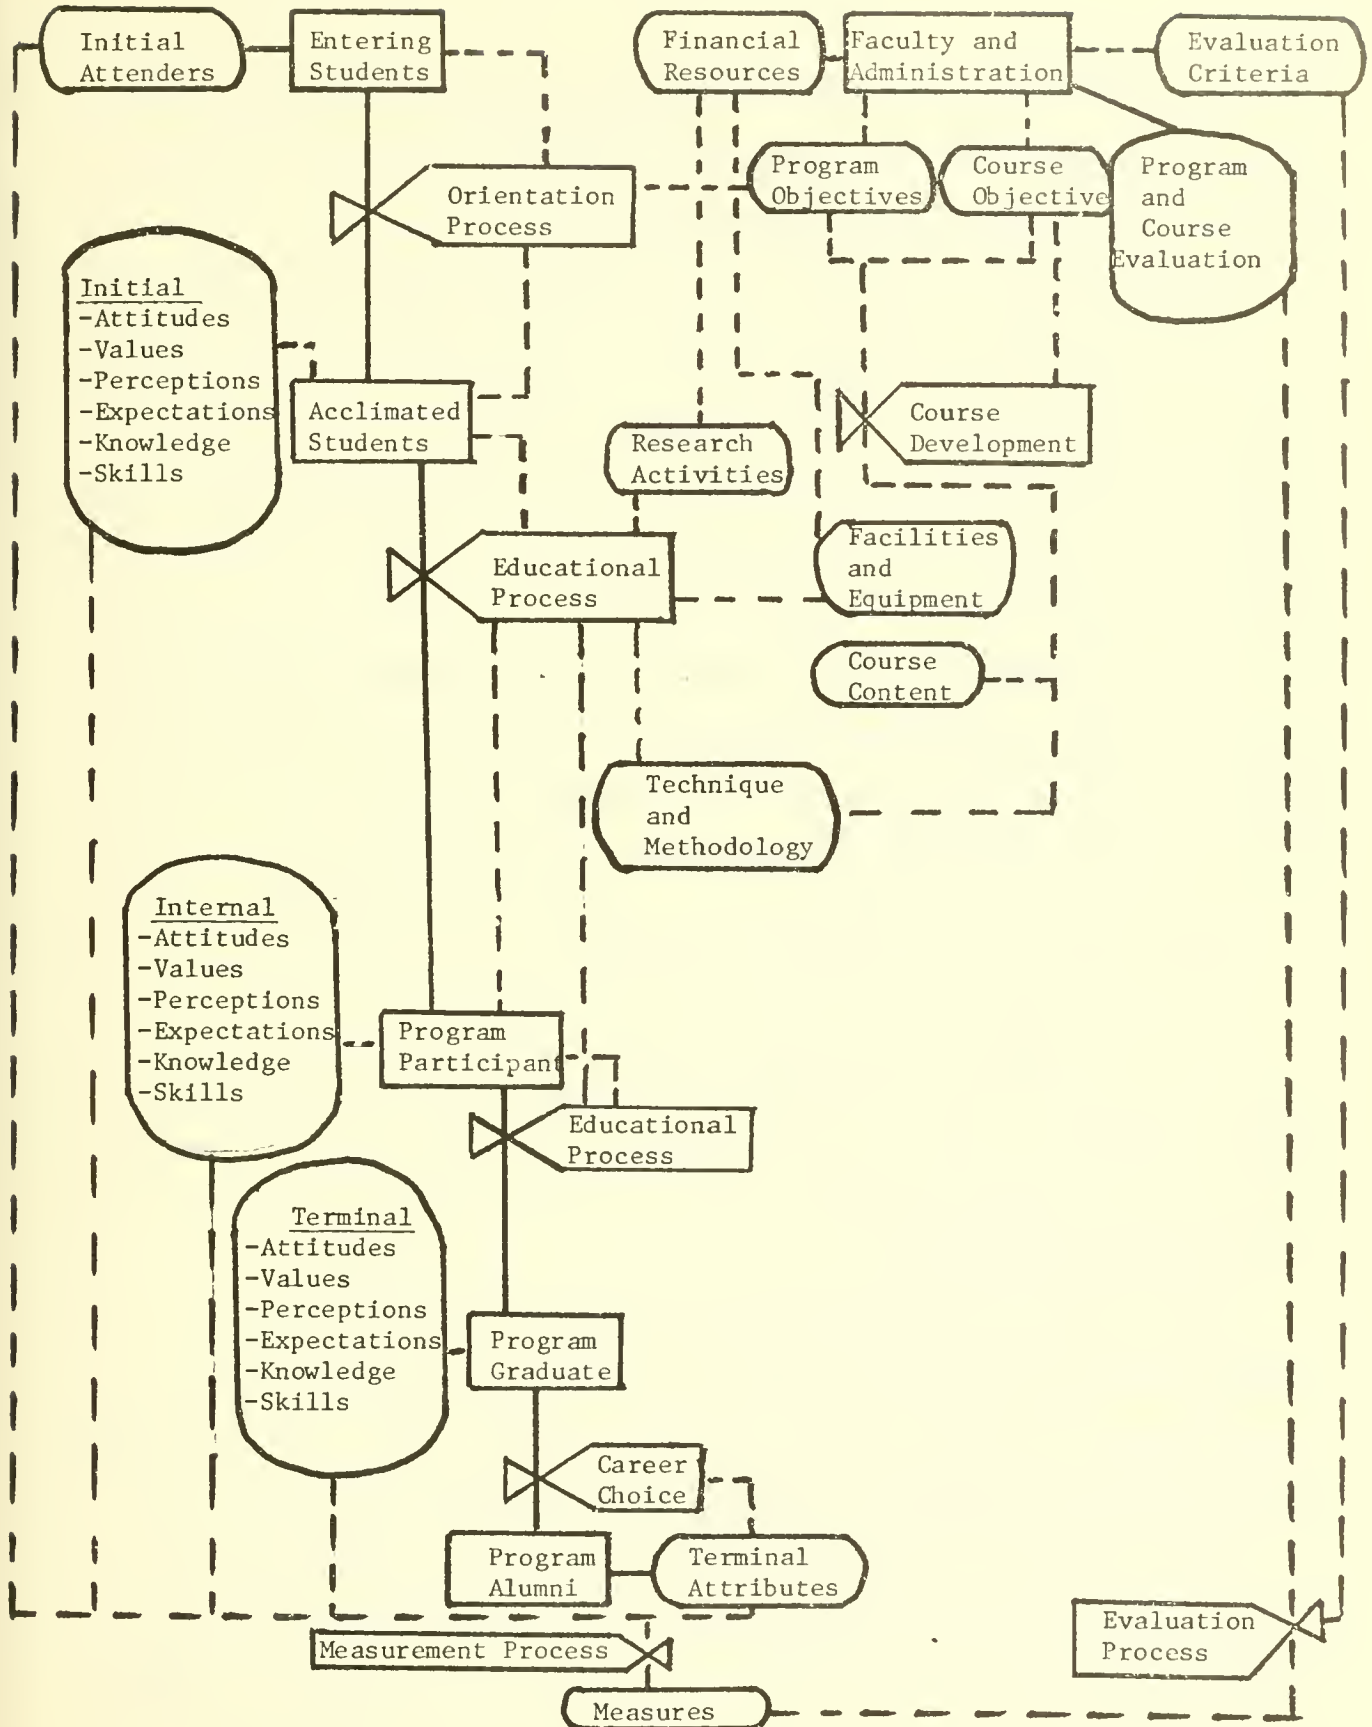 Initial
Attenders
Entering
Students
Financial
Resources
Faculty and
Administration
Evaluation
Criteria
Orientation
Process
Program
Objectives
Course
Objective
Program
and
Course
Evaluation
Initial
-Attitudes
-Values
-Perceptions
-Expectations
-Knowledge
-Skills
Acclimated
Students
Research
Activities
Course
Development
Educational
Process
Facilities
and
Equipment
Course
Content
Technique
and
Methodology
Internal
-Attitudes
-Values
-Perceptions
-Expectations
-Knowledge
-Skills
Program
Participant
Educational
Process
Terminal
-Attitudes
-Values
-Perceptions
-Expectations
-Knowledge
-Skills
Program
Graduate
Career
Choice
Program
Alumni
Terminal
Attributes
Measurement Process
Evaluation
Process
Measures